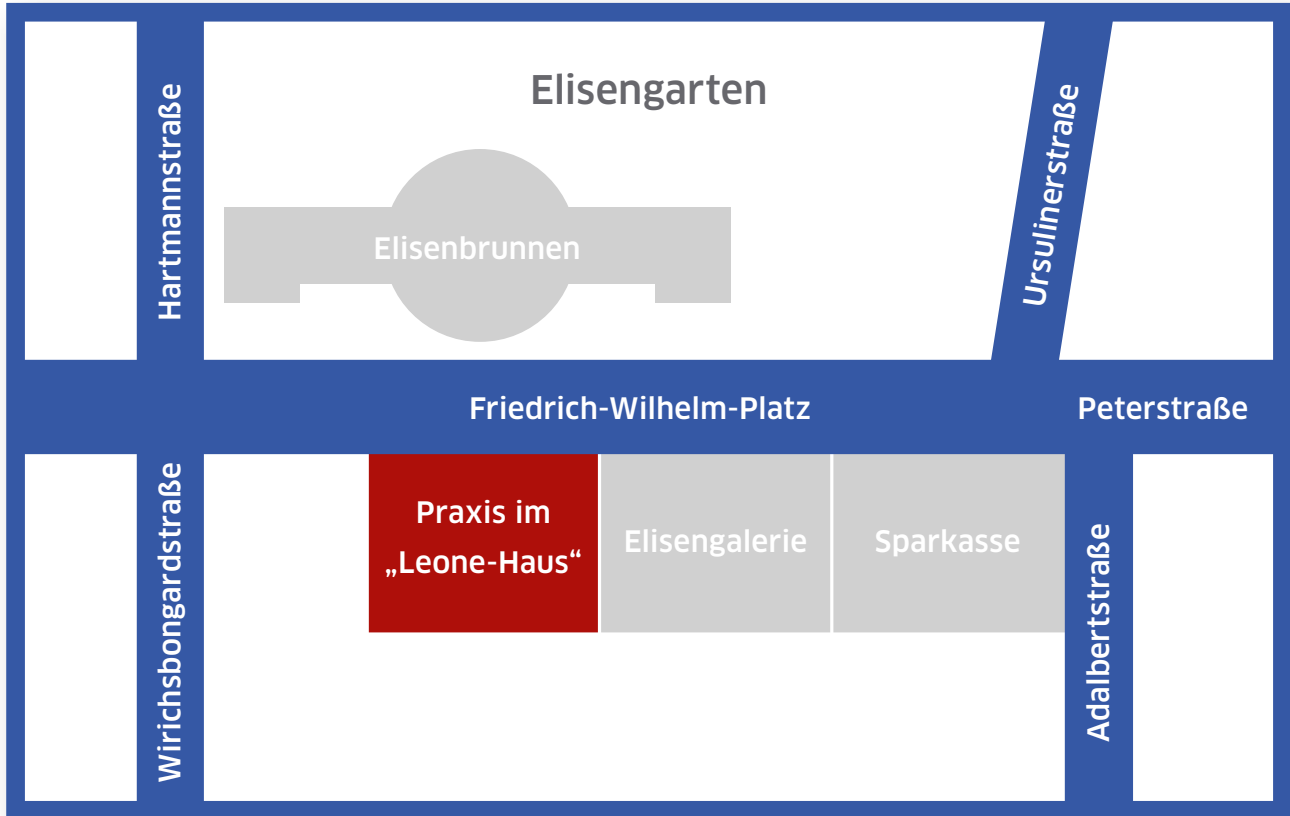 Elisengarten
Hartmannstraße
Ursulinerstraße
Elisenbrunnen
Friedrich-Wilhelm-Platz
Peterstraße
Wirichsbongardstraße
Praxis im
„Leone-Haus“
Elisengalerie
Sparkasse
Adalbertstraße